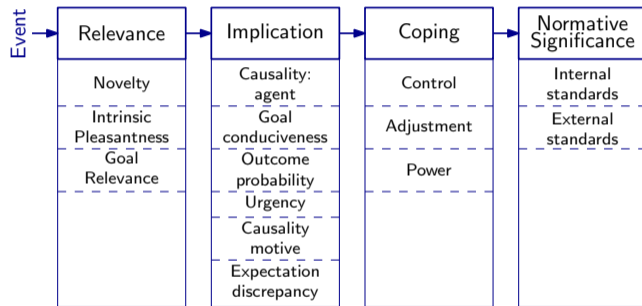 Event
Relevance
Novelty
Intrinsic
Pleasantness
Goal
Relevance
Implication
Causality:
agent
Goal
conduciveness
Outcome
probability
Urgency
Causality
motive
Expectation
discrepancy
Coping
Control
Adjustment
Power
Normative
Significance
Internal
standards
External
standards